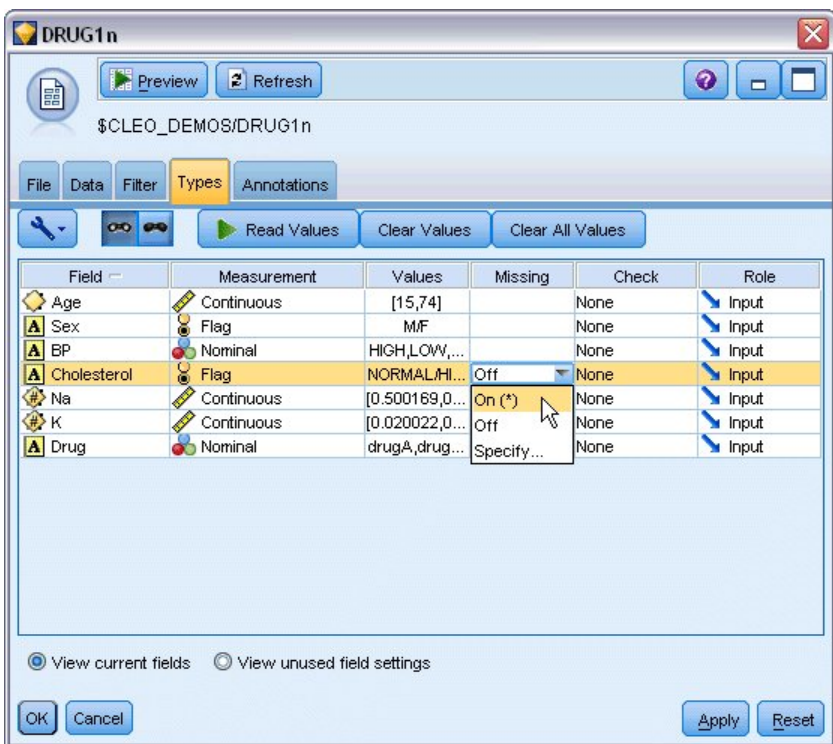 DRUG1n
Preview Refresh
$CLEO_DEMOS/DRUG1n
File Data Filter Types Annotations
Read Values Clear Values Clear All Values
Field Measurement Values Missing Check Role
Age Continuous [15,74] None Input
A Sex Flag M/F None Input
A BP Nominal HIGH,LOW,... None Input
A Cholesterol Flag NORMAL/HI... Off None Input
# Na Continuous [0.500169,0... On (*) None Input
# K Continuous [0.020022,0... Off None Input
A Drug Nominal drugA,drug... Specify... None Input
View current fields View unused field settings
OK Cancel Apply Reset